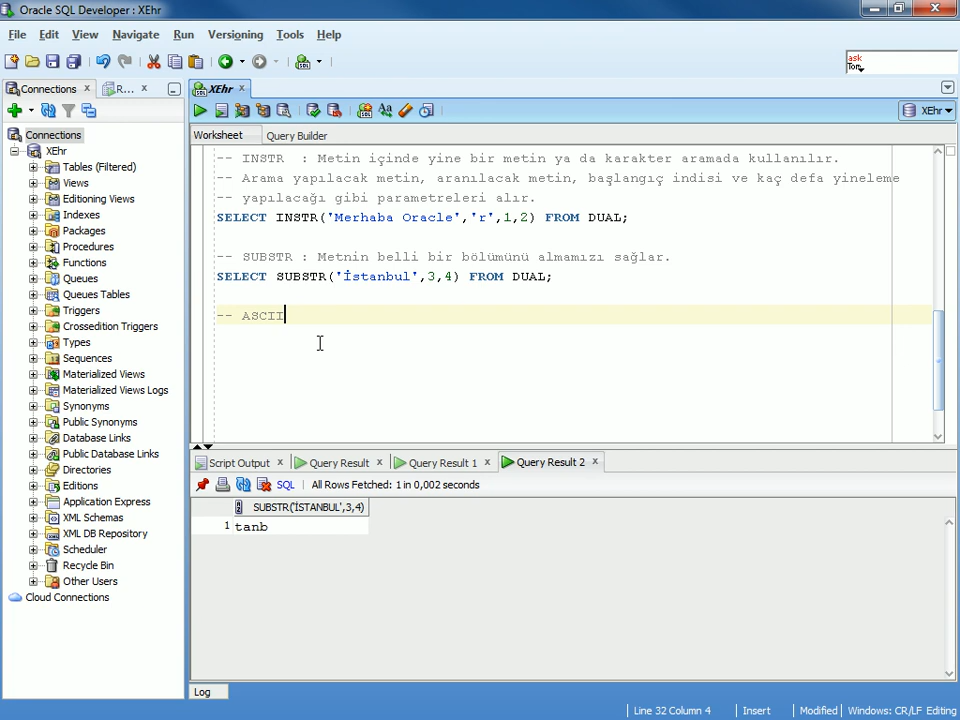 Oracle SQL Developer : XEhr
File Edit View Navigate Run Versioning Tools Help
ask
Tom
Connections
R...
XEhr
XEhr
Worksheet
Query Builder
Connections
XEhr
Tables (Filtered)
Views
Editioning Views
Indexes
Packages
Procedures
Functions
Queues
Queues Tables
Triggers
Crossedition Triggers
Types
Sequences
Materialized Views
Materialized Views Logs
Synonyms
Public Synonyms
Database Links
Public Database Links
Directories
Editions
Application Express
XML Schemas
XML DB Repository
Scheduler
Recycle Bin
Other Users
Cloud Connections
-- INSTR  : Metin içinde yine bir metin ya da karakter aramada kullanılır.
-- Arama yapılacak metin, aranılacak metin, başlangıç indisi ve kaç defa yineleme
-- yapılacağı gibi parametreleri alır.
SELECT INSTR('Merhaba Oracle','r',1,2) FROM DUAL;
-- SUBSTR : Metnin belli bir bölümünü almamızı sağlar.
SELECT SUBSTR('İstanbul',3,4) FROM DUAL;
-- ASCII
Script Output
Query Result
Query Result 1
Query Result 2
SQL
All Rows Fetched: 1 in 0,002 seconds
SUBSTR('İSTANBUL',3,4)
1 tanb
Log
Line 32 Column 4
Insert
Modified
Windows: CR/LF Editing